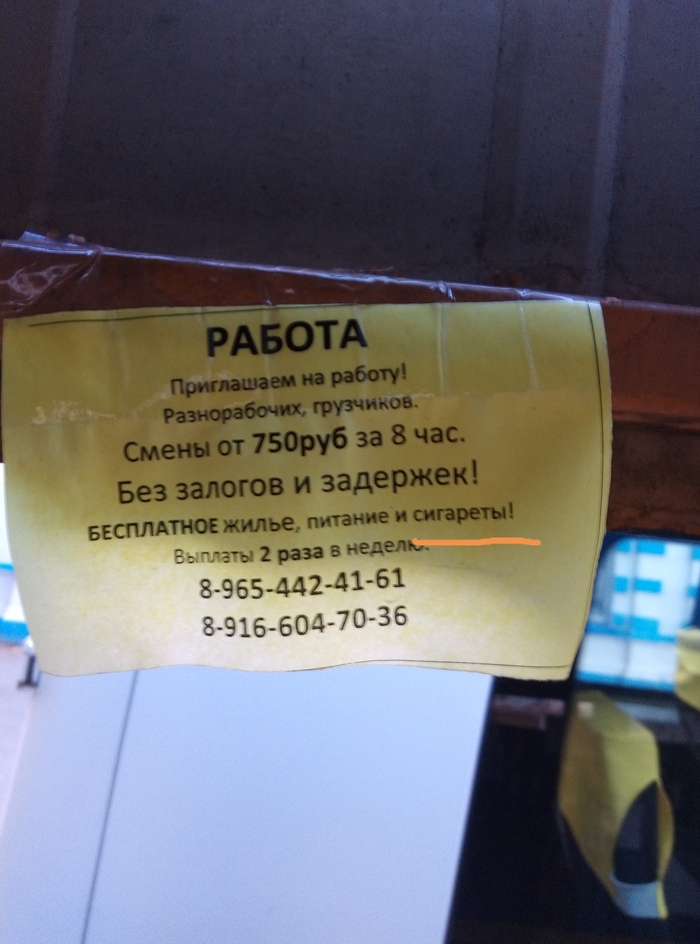 РАБОТА
Приглашаем на работу!
Разнорабочих, грузчиков.
Смены от 750руб за 8 час.
Без залогов и задержек!
БЕСПЛАТНОЕ жилье, питание и сигареты!
Выплаты 2 раза в неделю.
8-965-442-41-61
8-916-604-70-36